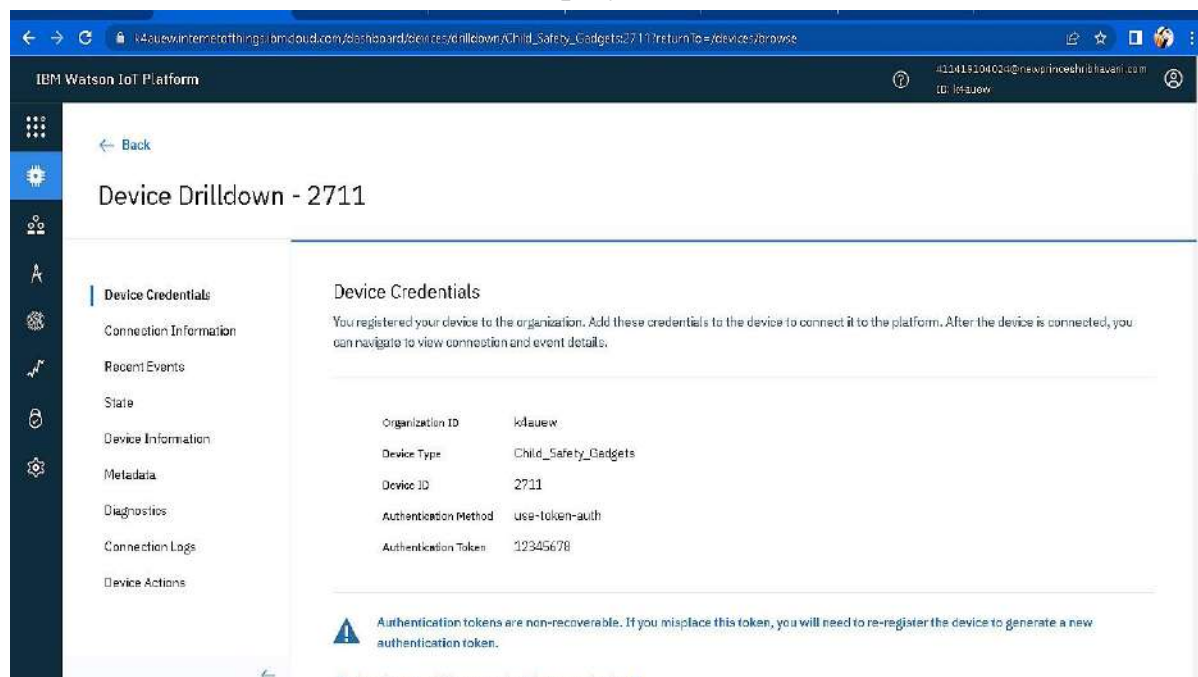 k4auew.internetofthings.ibmcloud.com/dashboard/devices/drilldown/Child_Safety_Gadgets:2711?returnTo=/devices/browse
IBM Watson IoT Platform
411419104024@newprinceshribhavani.com
ID: k4auew
Back
Device Drilldown - 2711
Device Credentials
Connection Information
Recent Events
State
Device Information
Metadata
Diagnostics
Connection Logs
Device Actions
Device Credentials
You registered your device to the organization. Add these credentials to the device to connect it to the platform. After the device is connected, you
can navigate to view connection and event details.
Organization ID k4auew
Device Type Child_Safety_Gadgets
Device ID 2711
Authentication Method use-token-auth
Authentication Token 12345678
Authentication tokens are non-recoverable. If you misplace this token, you will need to re-register the device to generate a new
authentication token.